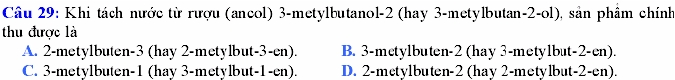 Câu 29: Khi tách nước từ rượu (ancol) 3-metylbutanol-2 (hay 3-metylbutan-2-ol), sản phẩm chính
thu được là
A. 2-metylbuten-3 (hay 2-metylbut-3-en). B. 3-metylbuten-2 (hay 3-metylbut-2-en).
C. 3-metylbuten-1 (hay 3-metylbut-1-en). D. 2-metylbuten-2 (hay 2-metylbut-2-en).